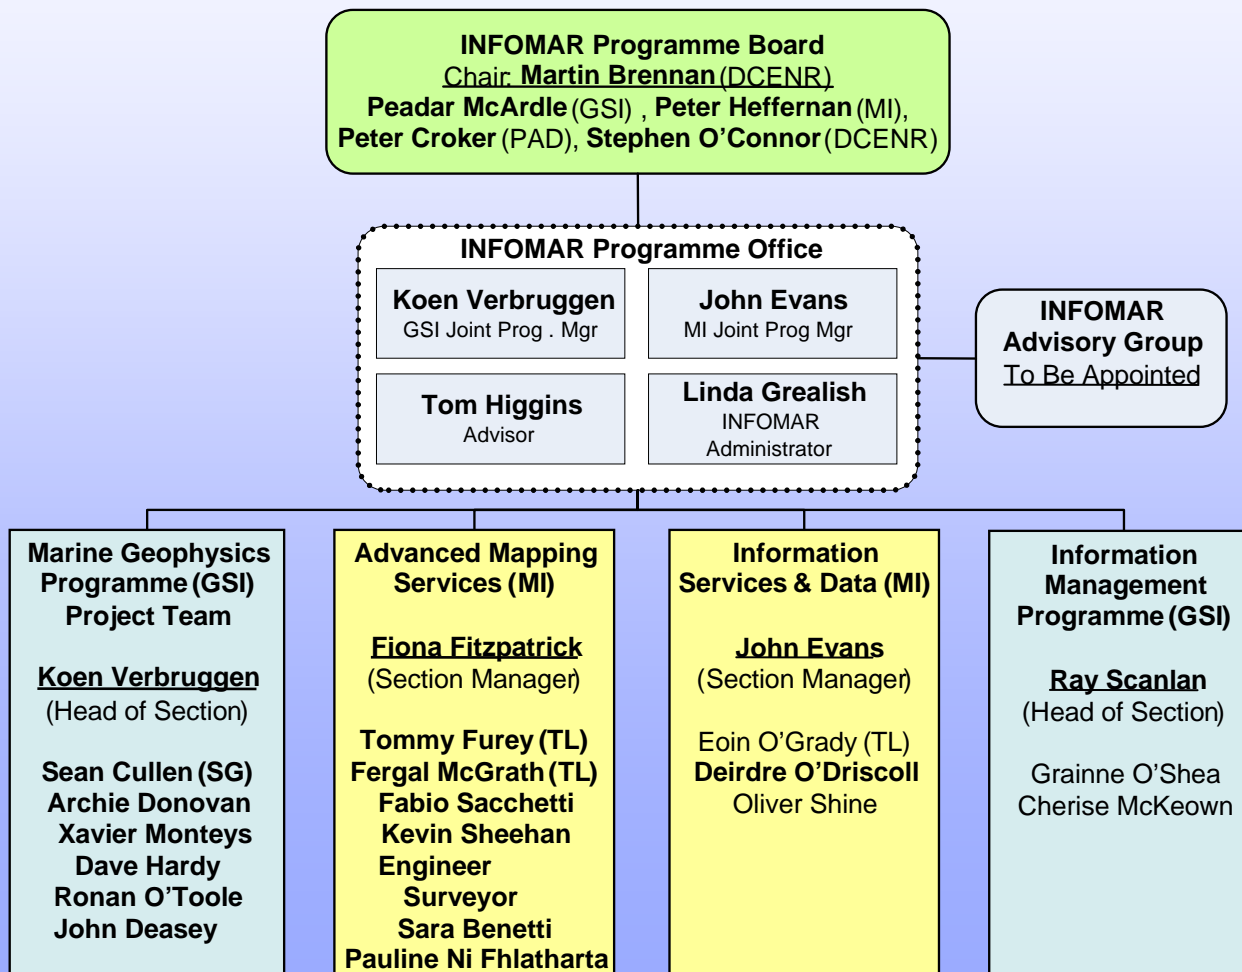 INFOMAR Programme Board
Chair: Martin Brennan (DCENR)
Peadar McArdle (GSI) , Peter Heffernan (MI),
Peter Croker (PAD), Stephen O'Connor (DCENR)
INFOMAR Programme Office
Koen Verbruggen
GSI Joint Prog . Mgr
John Evans
MI Joint Prog Mgr
Tom Higgins
Advisor
Linda Grealish
INFOMAR
Administrator
INFOMAR
Advisory Group
To Be Appointed
Marine Geophysics
Programme (GSI)
Project Team
Koen Verbruggen
(Head of Section)
Sean Cullen (SG)
Archie Donovan
Xavier Monteys
Dave Hardy
Ronan O'Toole
John Deasey
Advanced Mapping
Services (MI)
Fiona Fitzpatrick
(Section Manager)
Tommy Furey (TL)
Fergal McGrath (TL)
Fabio Sacchetti
Kevin Sheehan
Engineer
Surveyor
Sara Benetti
Pauline Ni Fhlatharta
Information
Services & Data (MI)
John Evans
(Section Manager)
Eoin O'Grady (TL)
Deirdre O'Driscoll
Oliver Shine
Information
Management
Programme (GSI)
Ray Scanlan
(Head of Section)
Grainne O'Shea
Cherise McKeown